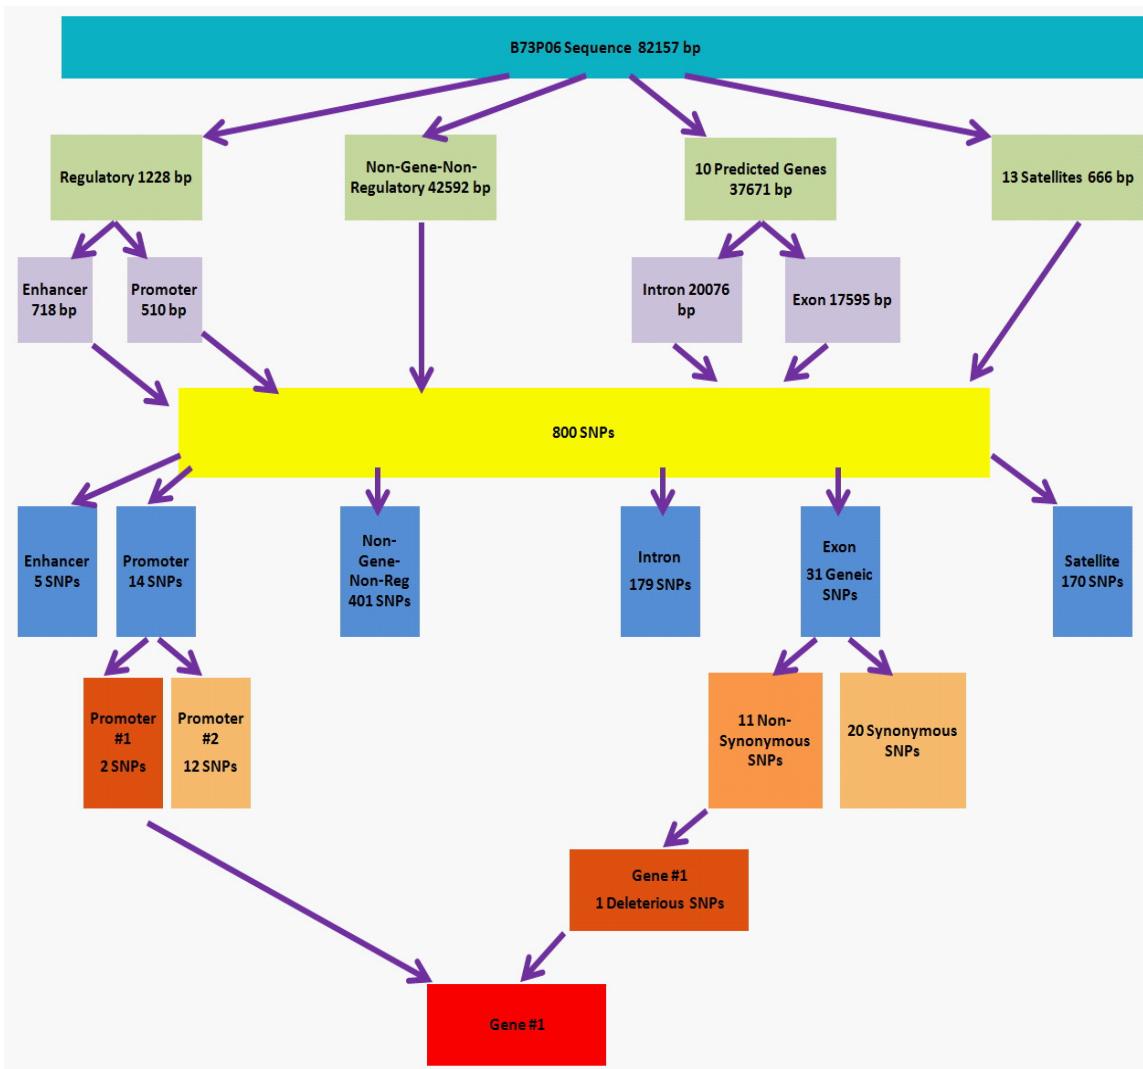 B73P06 Sequence 82157 bp
Regulatory 1228 bp
Non-Gene-Non-
Regulatory 42592 bp
10 Predicted Genes
37671 bp
13 Satellites 666 bp
Enhancer
718 bp
Promoter
510 bp
Intron 20076
bp
Exon 17595 bp
800 SNPs
Enhancer
5 SNPs
Promoter
14 SNPs
Non-
Gene-
Non-Reg
401 SNPs
Intron
179 SNPs
Exon
31 Geneic
SNPs
Satellite
170 SNPs
Promoter
#1
2 SNPs
Promoter
#2
12 SNPs
11 Non-
Synonymous
SNPs
20 Synonymous
SNPs
Gene #1
1 Deleterious SNPs
Gene #1